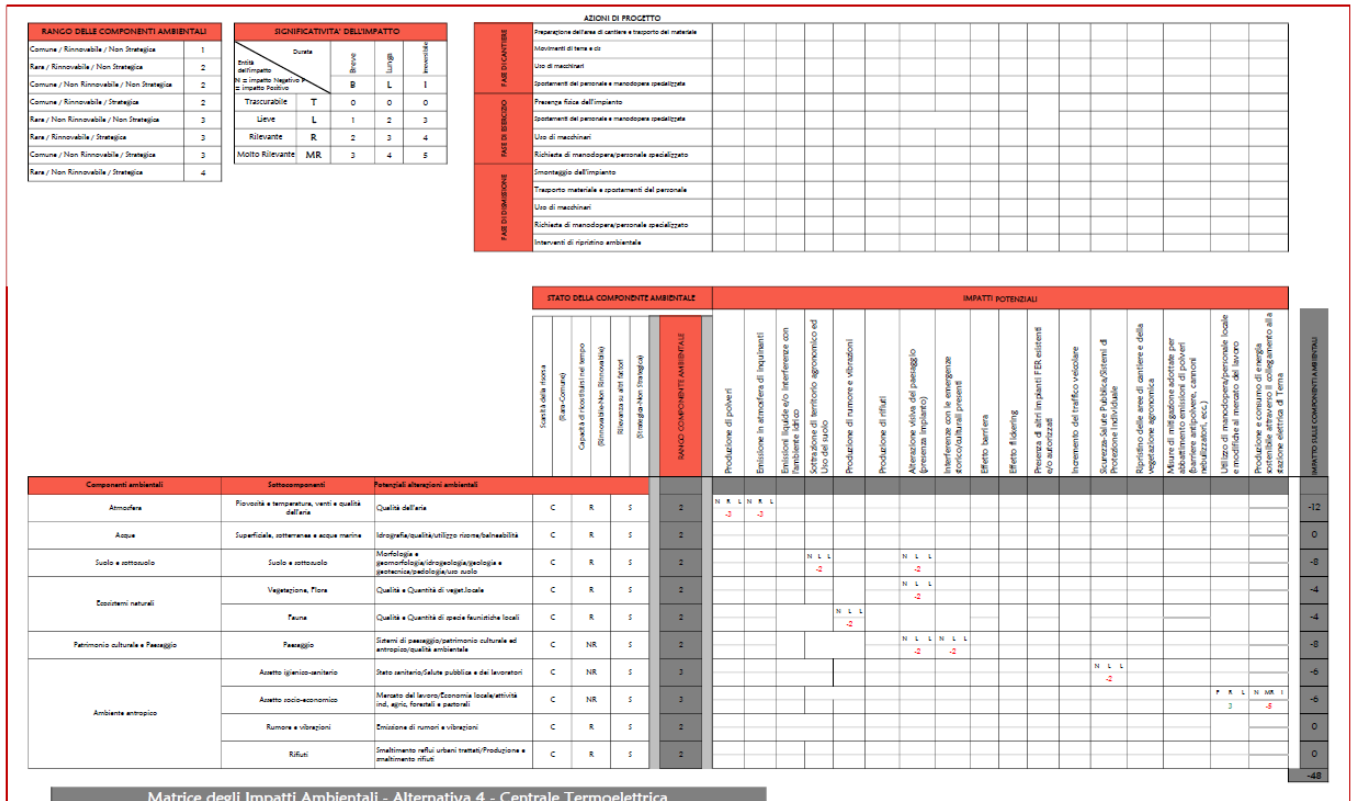 AZIONI DI PROGETTO
RANGO DELLE COMPONENTI AMBIENTALI
Comune / Rinnovabile / Non Strategica 1
Rara / Rinnovabile / Non Strategica 2
Comune / Non Rinnovabile / Non Strategica 2
Comune / Rinnovabile / Strategica 2
Rara / Non Rinnovabile / Non Strategica 3
Rara / Rinnovabile / Strategica 3
Comune / Non Rinnovabile / Strategica 3
Rara / Non Rinnovabile / Strategica 4
SIGNIFICATIVITA' DELL'IMPATTO
Durata
Entità dell'impatto
N = impatto Negativo P = impatto Positivo
Breve Lunga Irreversibile
B L I
Trascurabile T 0 0 0
Lieve L 1 2 3
Rilevante R 2 3 4
Molto Rilevante MR 3 4 5
FASE DI CANTIERE
Preparazione dell'area di cantiere e trasporto del materiale
Movimenti di terra e cls
Uso di macchinari
Spostamenti del personale e manodopera specializzata
FASE DI ESERCIZIO
Presenza fisica dell'impianto
Spostamenti del personale e manodopera specializzata
Uso di macchinari
Richiesta di manodopera/personale specializzato
FASE DI DISMISSIONE
Smontaggio dell'impianto
Trasporto materiale e spostamenti del personale
Uso di macchinari
Richiesta di manodopera/personale specializzato
Interventi di ripristino ambientale
STATO DELLA COMPONENTE AMBIENTALE
IMPATTI POTENZIALI
Scarsità della risorsa
(Rara-Comune)
Capacità di ricostituirsi nel tempo
(Rinnovabile-Non Rinnovabile)
Rilevanza su altri fattori
(Strategica-Non Strategica)
RANGO COMPONENTE AMBIENTALE
Produzione di polveri
Emissione in atmosfera di inquinanti
Emissioni liquide e/o Interferenze con l'ambiente idrico
Sottrazione di territorio agronomico ed Uso del suolo
Produzione di rumore e vibrazioni
Produzione di rifiuti
Alterazione visiva del paesaggio (presenza impianto)
Interferenze con le emergenze storico/culturali presenti
Effetto barriera
Effetto flickering
Presenza di altri impianti FER esistenti e/o autorizzati
Incremento del traffico veicolare
Sicurezza-Salute Pubblica/Sistemi di Protezione Individuale
Ripristino delle aree di cantiere e della vegetazione agronomica
Misure di mitigazione adottate per abbattimento emissioni di polveri (barriere antipolvere, cannoni nebulizzatori, ecc.)
Utilizzo di manodopera/personale locale e modifiche al mercato del lavoro
Produzione e consumo di energia sostenibile attraverso il collegamento alla stazione elettrica di Terna
IMPATTO SULLE COMPONENTI AMBIENTALI
Componenti ambientali Sottocomponenti Potenziali alterazioni ambientali
Atmosfera Piovosità e temperatura, venti e qualità dell'aria Qualità dell'aria C R S 2 N R L -3 N R L -3 -12
Acqua Superficiale, sotterranea e acque marine Idrografia/qualità/utilizzo risorse/balneabilità C R S 2 0
Suolo e sottosuolo Suolo e sottosuolo Morfologia e geomorfologia/idrogeologia/geologia e geotecnica/pedologia/uso suolo C R S 2 N L L -2 N L L -2 -8
Ecosistemi naturali
Vegetazione, Flora Qualità e Quantità di veget.locale C R S 2 N L L -2 -4
Fauna Qualità e Quantità di specie faunistiche locali C R S 2 N L L -2 -4
Patrimonio culturale e Paesaggio Paesaggio Sistemi di paesaggio/patrimonio culturale ed antropico/qualità ambientale C NR S 2 N L L -2 N L L -2 -8
Ambiente antropico
Assetto igienico-sanitario Stato sanitario/Salute pubblica e dei lavoratori C NR S 3 N L L -2 -6
Assetto socio-economico Mercato del lavoro/Economia locale/attività ind, agric, forestali e pastorali C NR S 3 P R L 3 N MR I -5 -6
Rumore e vibrazioni Emissione di rumori e vibrazioni C R S 2 0
Rifiuti Smaltimento reflui urbani trattati/Produzione e smaltimento rifiuti C R S 2 0
-48
Matrice degli Impatti Ambientali - Alternativa 4 - Centrale Termoelettrica